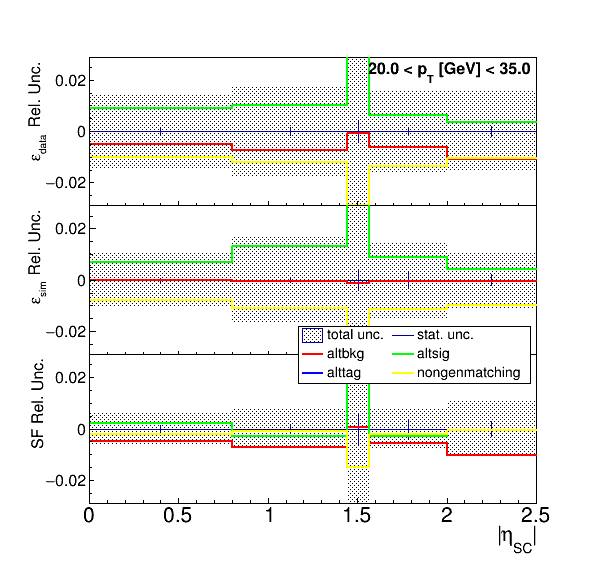 20.0 < p_T [GeV] < 35.0
ε_data Rel. Unc.
0.02
0
−0.02
ε_sim Rel. Unc.
0.02
0
−0.02
total unc. stat. unc.
altbkg altsig
alttag nongenmatching
SF Rel. Unc.
0.02
0
−0.02
0 0.5 1 1.5 2 2.5
|η_SC|